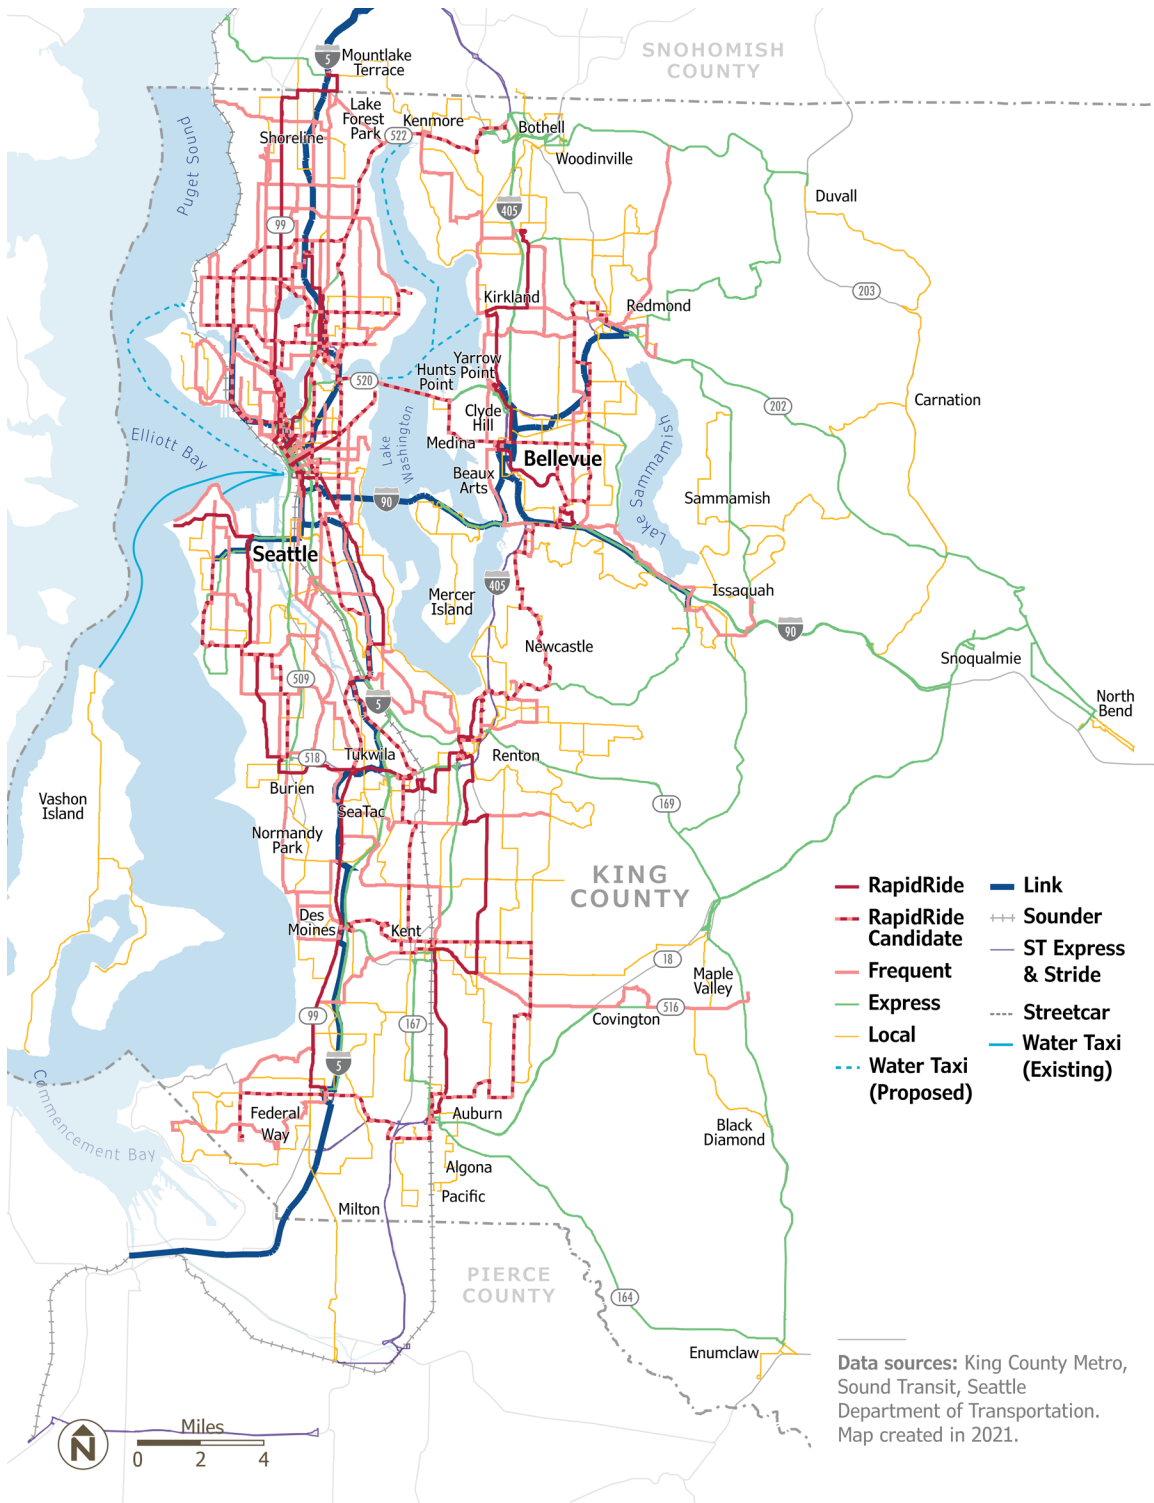 SNOHOMISH
COUNTY
5
Mountlake
Terrace
Lake
Forest
Park
Kenmore
522
Bothell
Shoreline
Woodinville
Puget Sound
Duvall
405
99
203
Kirkland
Redmond
Yarrow
Point
Hunts
Point
520
Carnation
202
Clyde
Hill
Lake
Washington
Elliott Bay
Medina
Bellevue
Beaux
Arts
Lake Sammamish
Sammamish
90
Seattle
405
Mercer
Island
Issaquah
90
Newcastle
Snoqualmie
509
5
North
Bend
518
Tukwila
Renton
Burien
Vashon
Island
SeaTac
169
Normandy
Park
KING
COUNTY
Des
Moines
Kent
18
Maple
Valley
99
167
Covington
516
5
Commencement Bay
Federal
Way
Auburn
Black
Diamond
Algona
Pacific
Milton
PIERCE
COUNTY
164
Enumclaw
RapidRide
RapidRide
Candidate
Frequent
Express
Local
Water Taxi
(Proposed)
Link
Sounder
ST Express
& Stride
Streetcar
Water Taxi
(Existing)
Data sources: King County Metro,
Sound Transit, Seattle
Department of Transportation.
Map created in 2021.
N
Miles
0 2 4